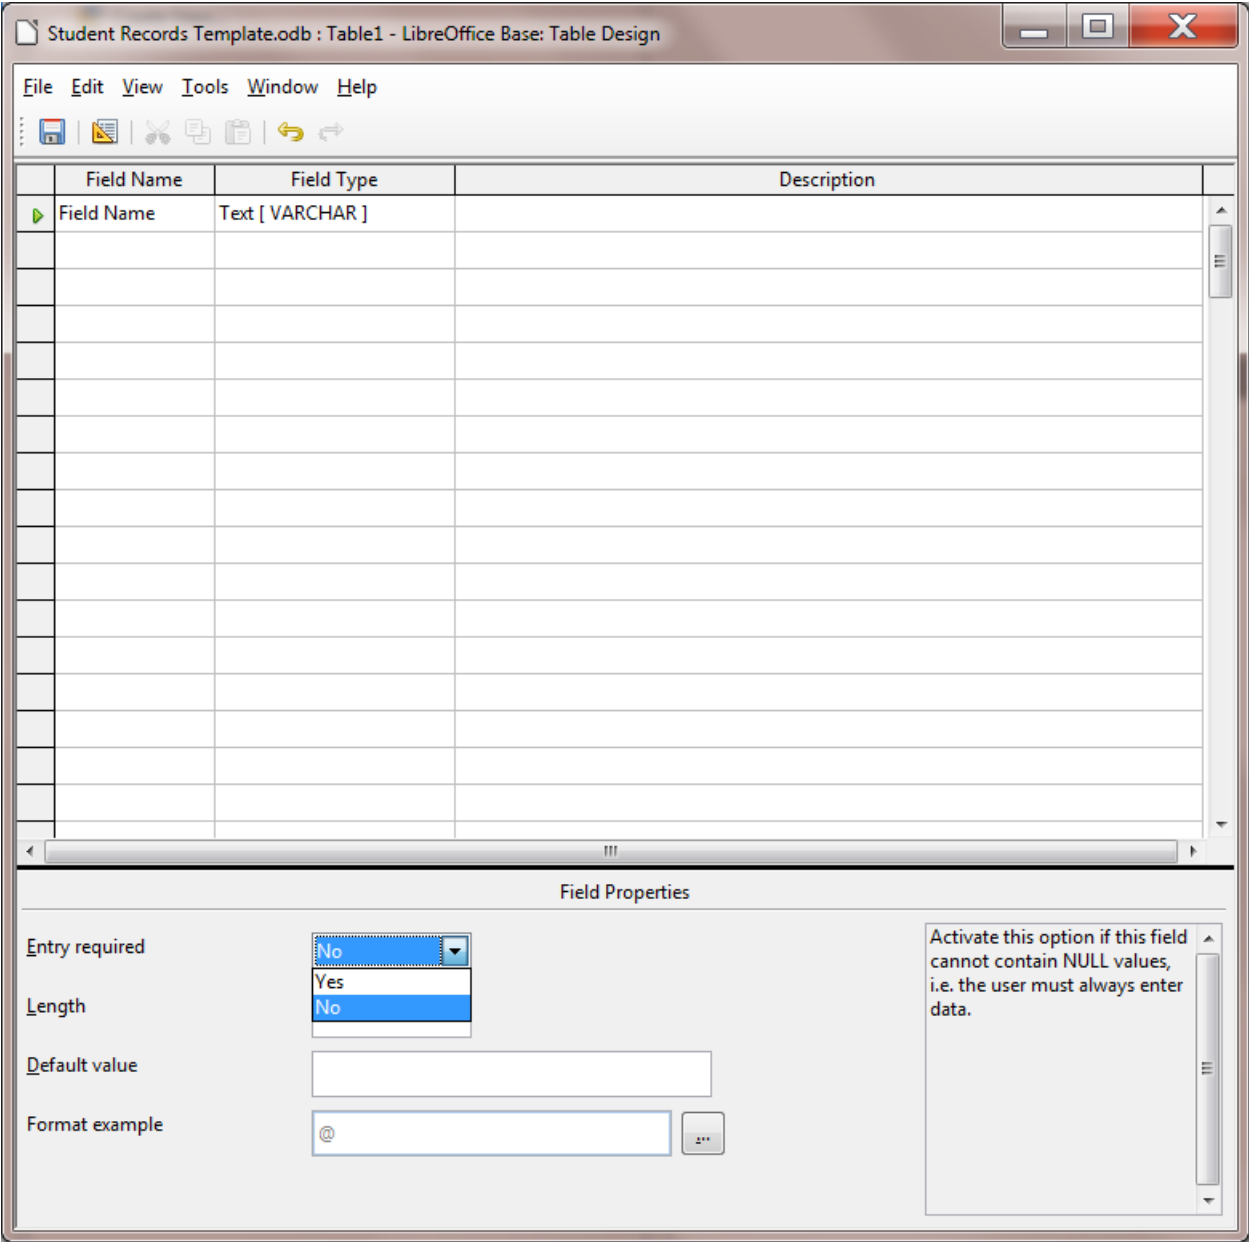 Student Records Template.odb : Table1 - LibreOffice Base: Table Design
File Edit View Tools Window Help
Field Name Field Type Description
Field Name Text [ VARCHAR ]
Field Properties
Entry required
No
Yes
No
Length
Default value
Format example
@
...
Activate this option if this field
cannot contain NULL values,
i.e. the user must always enter
data.